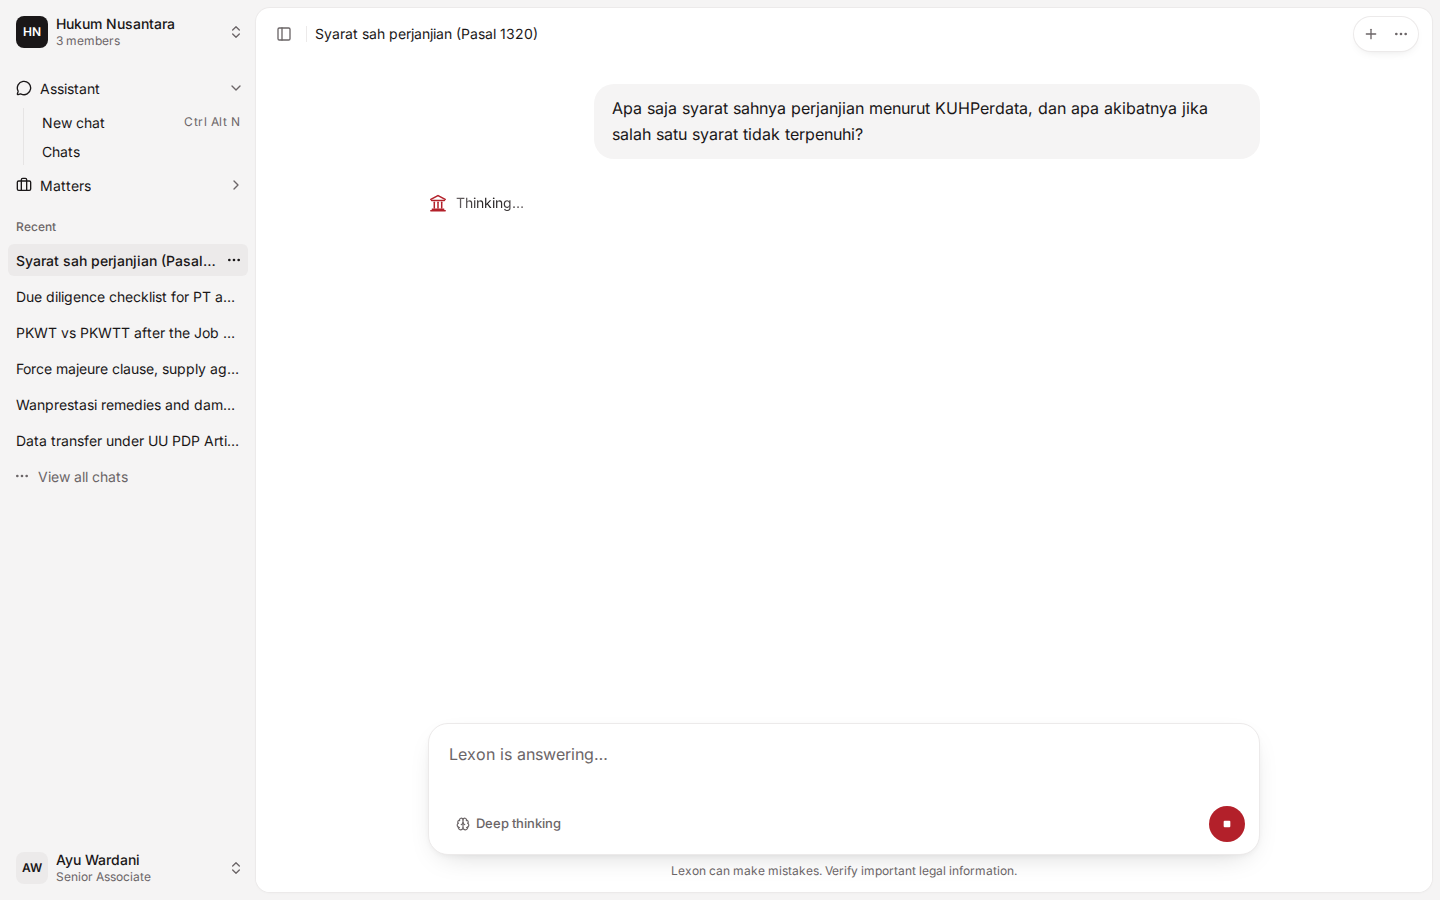 HN
Hukum Nusantara
3 members
Assistant
New chat
Ctrl Alt N
Chats
Matters
Recent
Syarat sah perjanjian (Pasal...
Due diligence checklist for PT a...
PKWT vs PKWTT after the Job ...
Force majeure clause, supply ag...
Wanprestasi remedies and dam...
Data transfer under UU PDP Arti...
View all chats
AW
Ayu Wardani
Senior Associate
Syarat sah perjanjian (Pasal 1320)
Apa saja syarat sahnya perjanjian menurut KUHPerdata, dan apa akibatnya jika
salah satu syarat tidak terpenuhi?
Thinking...
Lexon is answering...
Deep thinking
Lexon can make mistakes. Verify important legal information.